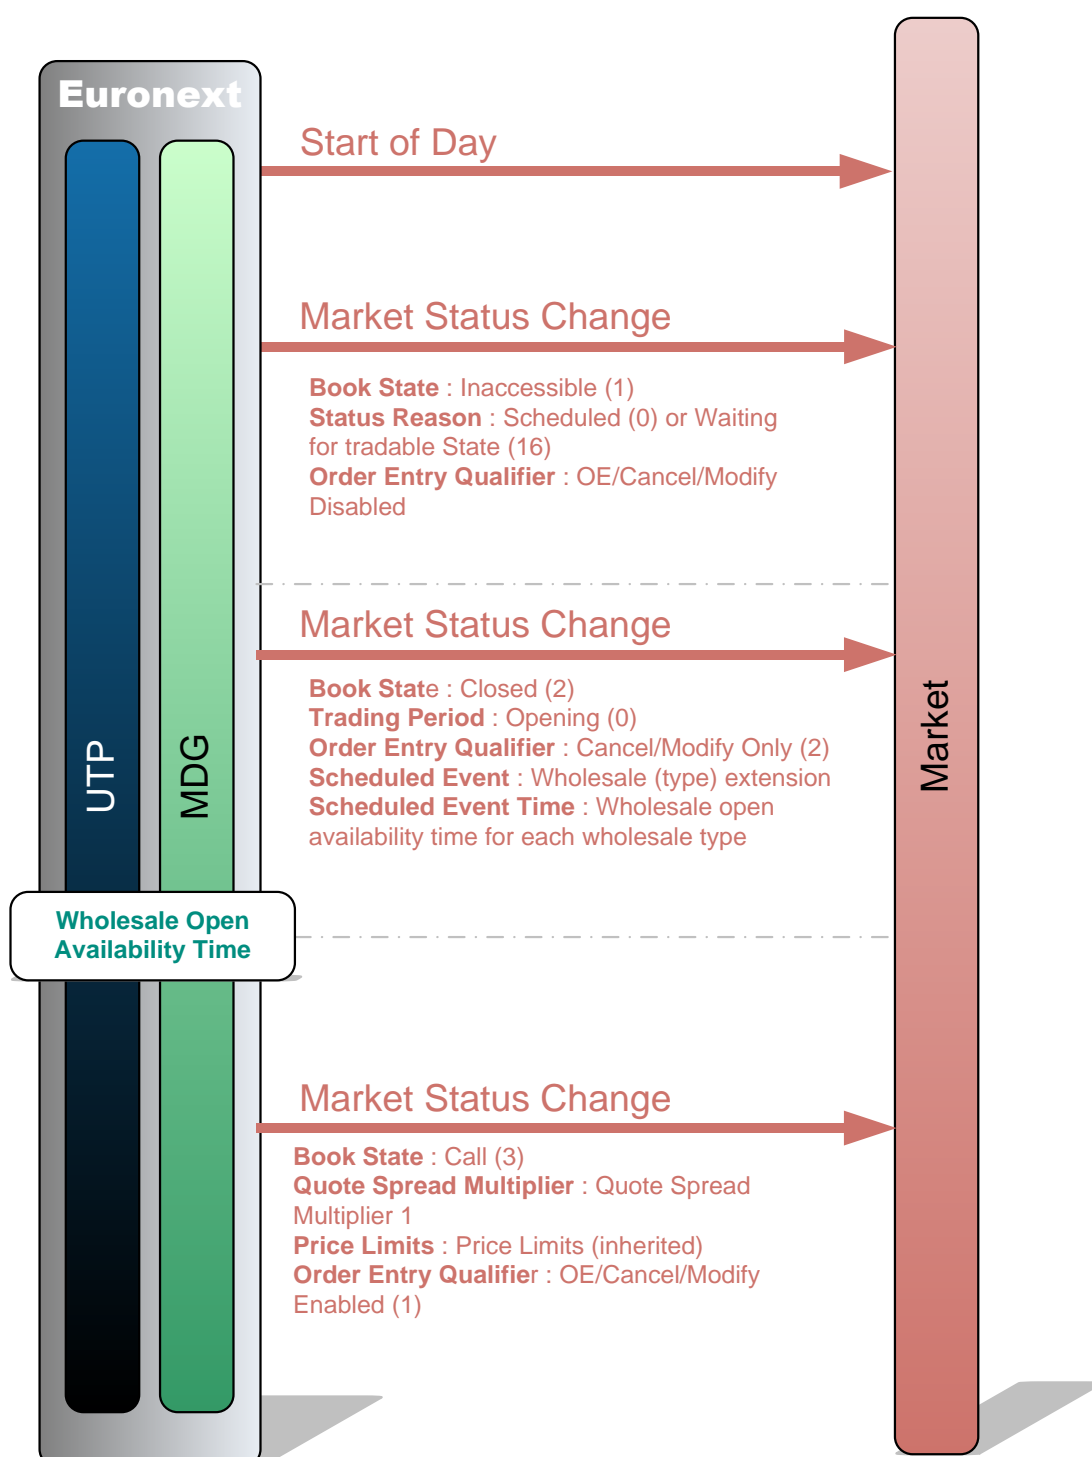 Euronext
Start of Day
Market Status Change
Book State : Inaccessible (1)
Status Reason : Scheduled (0) or Waiting
for tradable State (16)
Order Entry Qualifier : OE/Cancel/Modify
Disabled
Market Status Change
Book State : Closed (2)
Trading Period : Opening (0)
Order Entry Qualifier : Cancel/Modify Only (2)
Scheduled Event : Wholesale (type) extension
Scheduled Event Time : Wholesale open
availability time for each wholesale type
UTP
MDG
Market
Wholesale Open
Availability Time
Market Status Change
Book State : Call (3)
Quote Spread Multiplier : Quote Spread
Multiplier 1
Price Limits : Price Limits (inherited)
Order Entry Qualifier : OE/Cancel/Modify
Enabled (1)